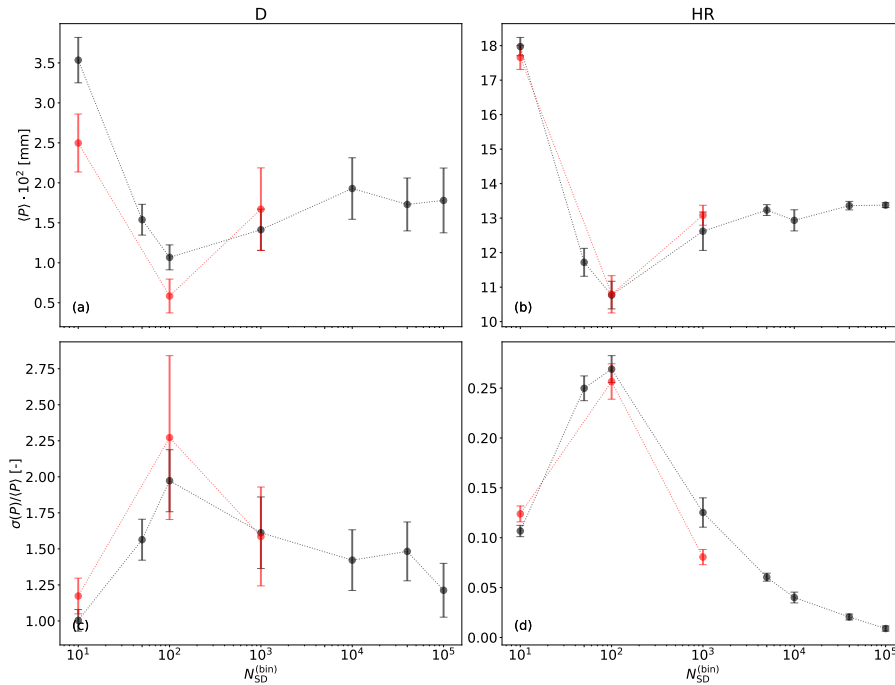 D
HR
3.5
3.0
2.5
2.0
1.5
1.0
0.5
⟨P⟩ · 10² [mm]
(a)
18
17
16
15
14
13
12
11
10
(b)
2.75
2.50
2.25
2.00
1.75
1.50
1.25
1.00
σ(P)/⟨P⟩ [-]
(c)
0.25
0.20
0.15
0.10
0.05
0.00
(d)
10¹ 10² 10³ 10⁴ 10⁵
10¹ 10² 10³ 10⁴ 10⁵
N_SD^(bin)
N_SD^(bin)